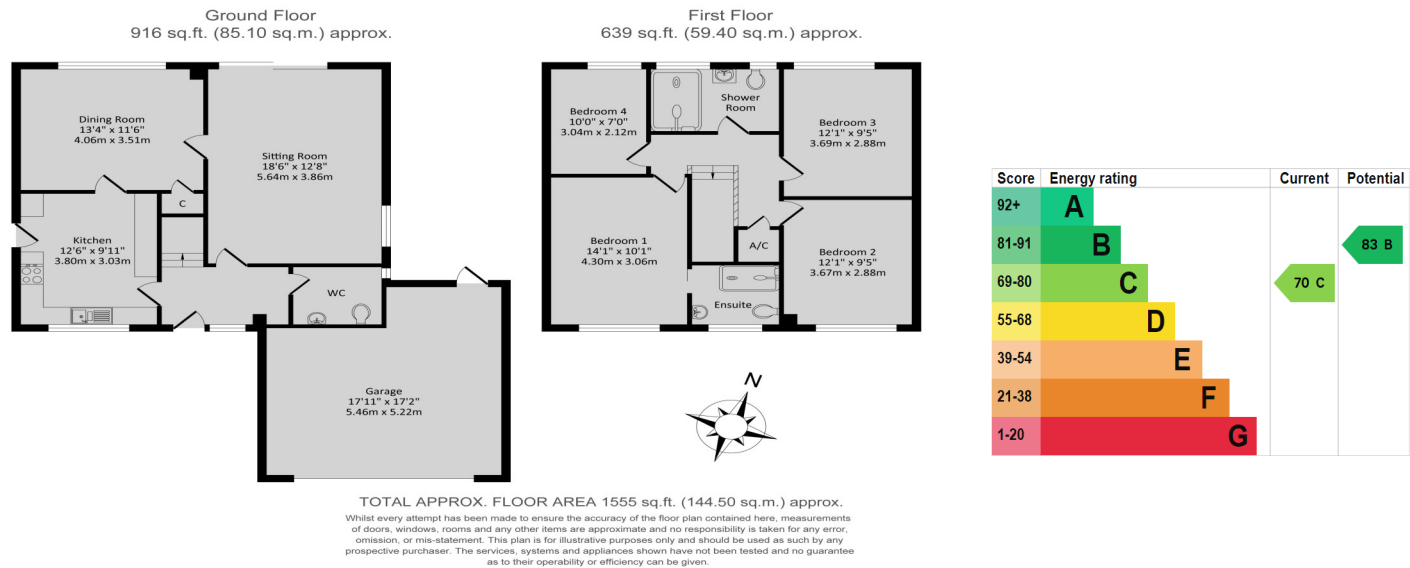 Ground Floor
916 sq.ft. (85.10 sq.m.) approx.
Dining Room
13'4" x 11'6"
4.06m x 3.51m
Sitting Room
18'6" x 12'8"
5.64m x 3.86m
C
Kitchen
12'6" x 9'11"
3.80m x 3.03m
WC
Garage
17'11" x 17'2"
5.46m x 5.22m
First Floor
639 sq.ft. (59.40 sq.m.) approx.
Bedroom 4
10'0" x 7'0"
3.04m x 2.12m
Shower
Room
Bedroom 3
12'1" x 9'5"
3.69m x 2.88m
Bedroom 1
14'1" x 10'1"
4.30m x 3.06m
A/C
Bedroom 2
12'1" x 9'5"
3.67m x 2.88m
Ensuite
N
TOTAL APPROX. FLOOR AREA 1555 sq.ft. (144.50 sq.m.) approx.
Whilst every attempt has been made to ensure the accuracy of the floor plan contained here, measurements
of doors, windows, rooms and any other items are approximate and no responsibility is taken for any error,
omission, or mis-statement. This plan is for illustrative purposes only and should be used as such by any
prospective purchaser. The services, systems and appliances shown have not been tested and no guarantee
as to their operability or efficiency can be given.
Score Energy rating Current Potential
92+ A
81-91 B 83 B
69-80 C 70 C
55-68 D
39-54 E
21-38 F
1-20 G